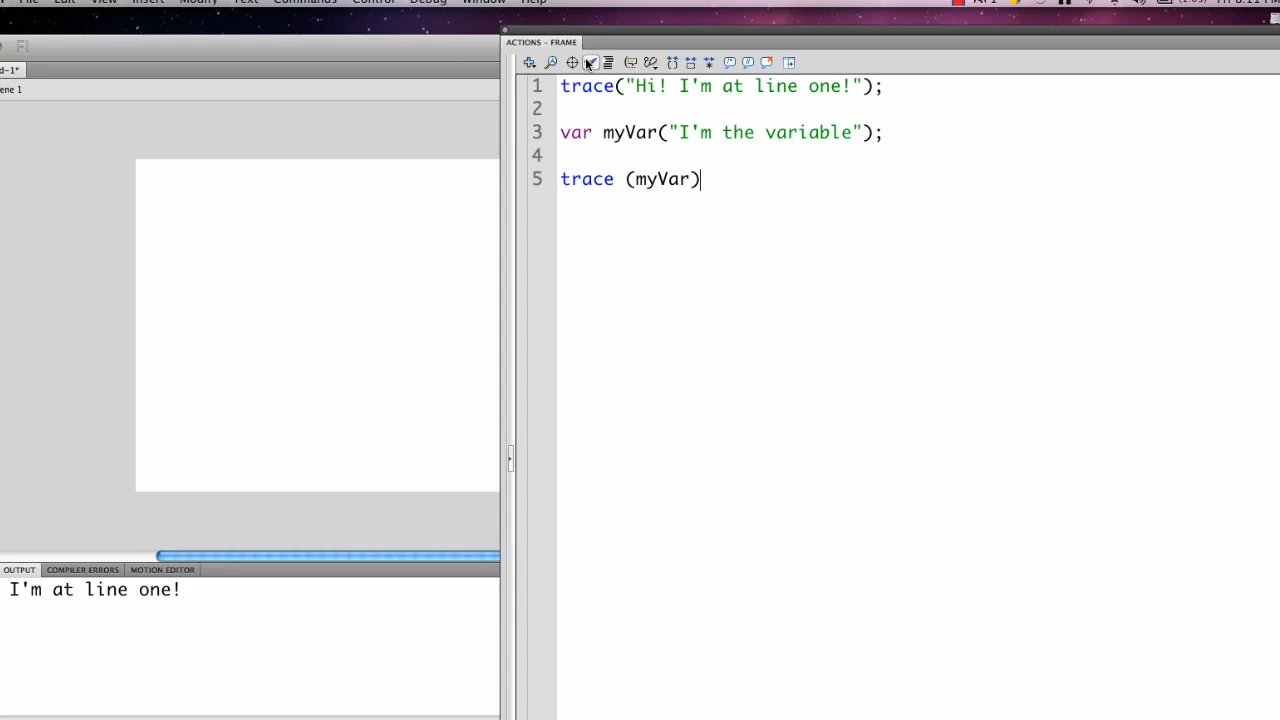 File Edit View Insert Modify Text Commands Control Debug Window Help
Fl
d-1*
ene 1
ACTIONS - FRAME
1 trace("Hi! I'm at line one!");
2
3 var myVar("I'm the variable");
4
5 trace (myVar)
OUTPUT COMPILER ERRORS MOTION EDITOR
I'm at line one!